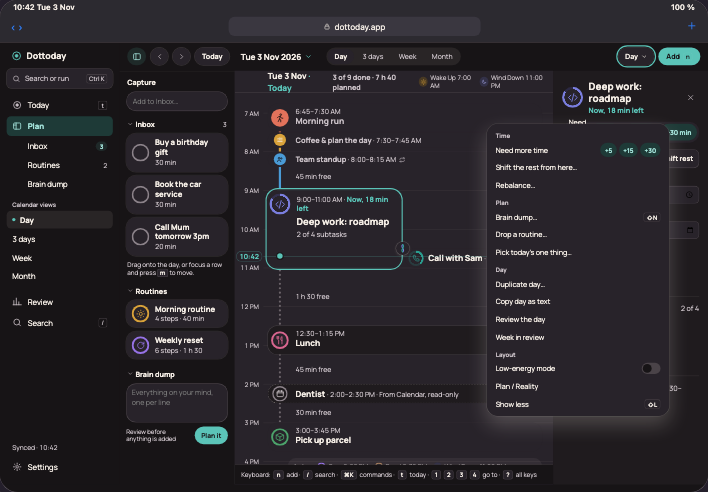 10:42 Tue 3 Nov
100 %
dottoday.app
Dottoday
Search or run
Ctrl K
Today
t
Plan
Inbox
3
Routines
2
Brain dump
Calendar views
Day
3 days
Week
Month
Review
Search
/
Synced · 10:42
Settings
Today
Tue 3 Nov 2026
Day
3 days
Week
Month
Day
Add
n
Capture
Add to Inbox…
Inbox
3
Buy a birthday
gift
30 min
Book the car
service
30 min
Call Mum
tomorrow 3pm
20 min
Drag onto the day, or focus a row
and press m to move.
Routines
Morning routine
4 steps · 40 min
Weekly reset
6 steps · 1 h 30
Brain dump
Everything on your mind,
one per line
Review before
anything is added
Plan it
Tue 3 Nov ·
Today
3 of 9 done · 7 h 40
planned
Wake Up 7:00
AM
Wind Down 11:00
PM
7 AM
8 AM
9 AM
10 AM
10:42
11 AM
12 PM
1 PM
2 PM
3 PM
4 PM
6:45–7:30 AM
Morning run
Coffee & plan the day · 7:30–7:45 AM
Team standup · 8:00–8:15 AM
45 min free
9:00–11:00 AM · Now, 18 min
left
Deep work: roadmap
2 of 4 subtasks
Call with Sam
1 h 30 free
12:30–1:15 PM
Lunch
45 min free
Dentist · 2:00–2:30 PM · From Calendar, read-only
30 min free
3:00–3:45 PM
Pick up parcel
Keyboard: n add · / search · ⌘K commands · t today · 1 2 3 4 go to · ? all keys
Deep work:
roadmap
Now, 18 min left
Need
30 min
ift rest
2 of 4
30–
Time
Need more time
+5
+15
+30
Shift the rest from here…
Rebalance…
Plan
Brain dump…
⇧N
Drop a routine…
Pick today's one thing…
Day
Duplicate day…
Copy day as text
Review the day
Week in review
Layout
Low-energy mode
Plan / Reality
Show less
⇧L